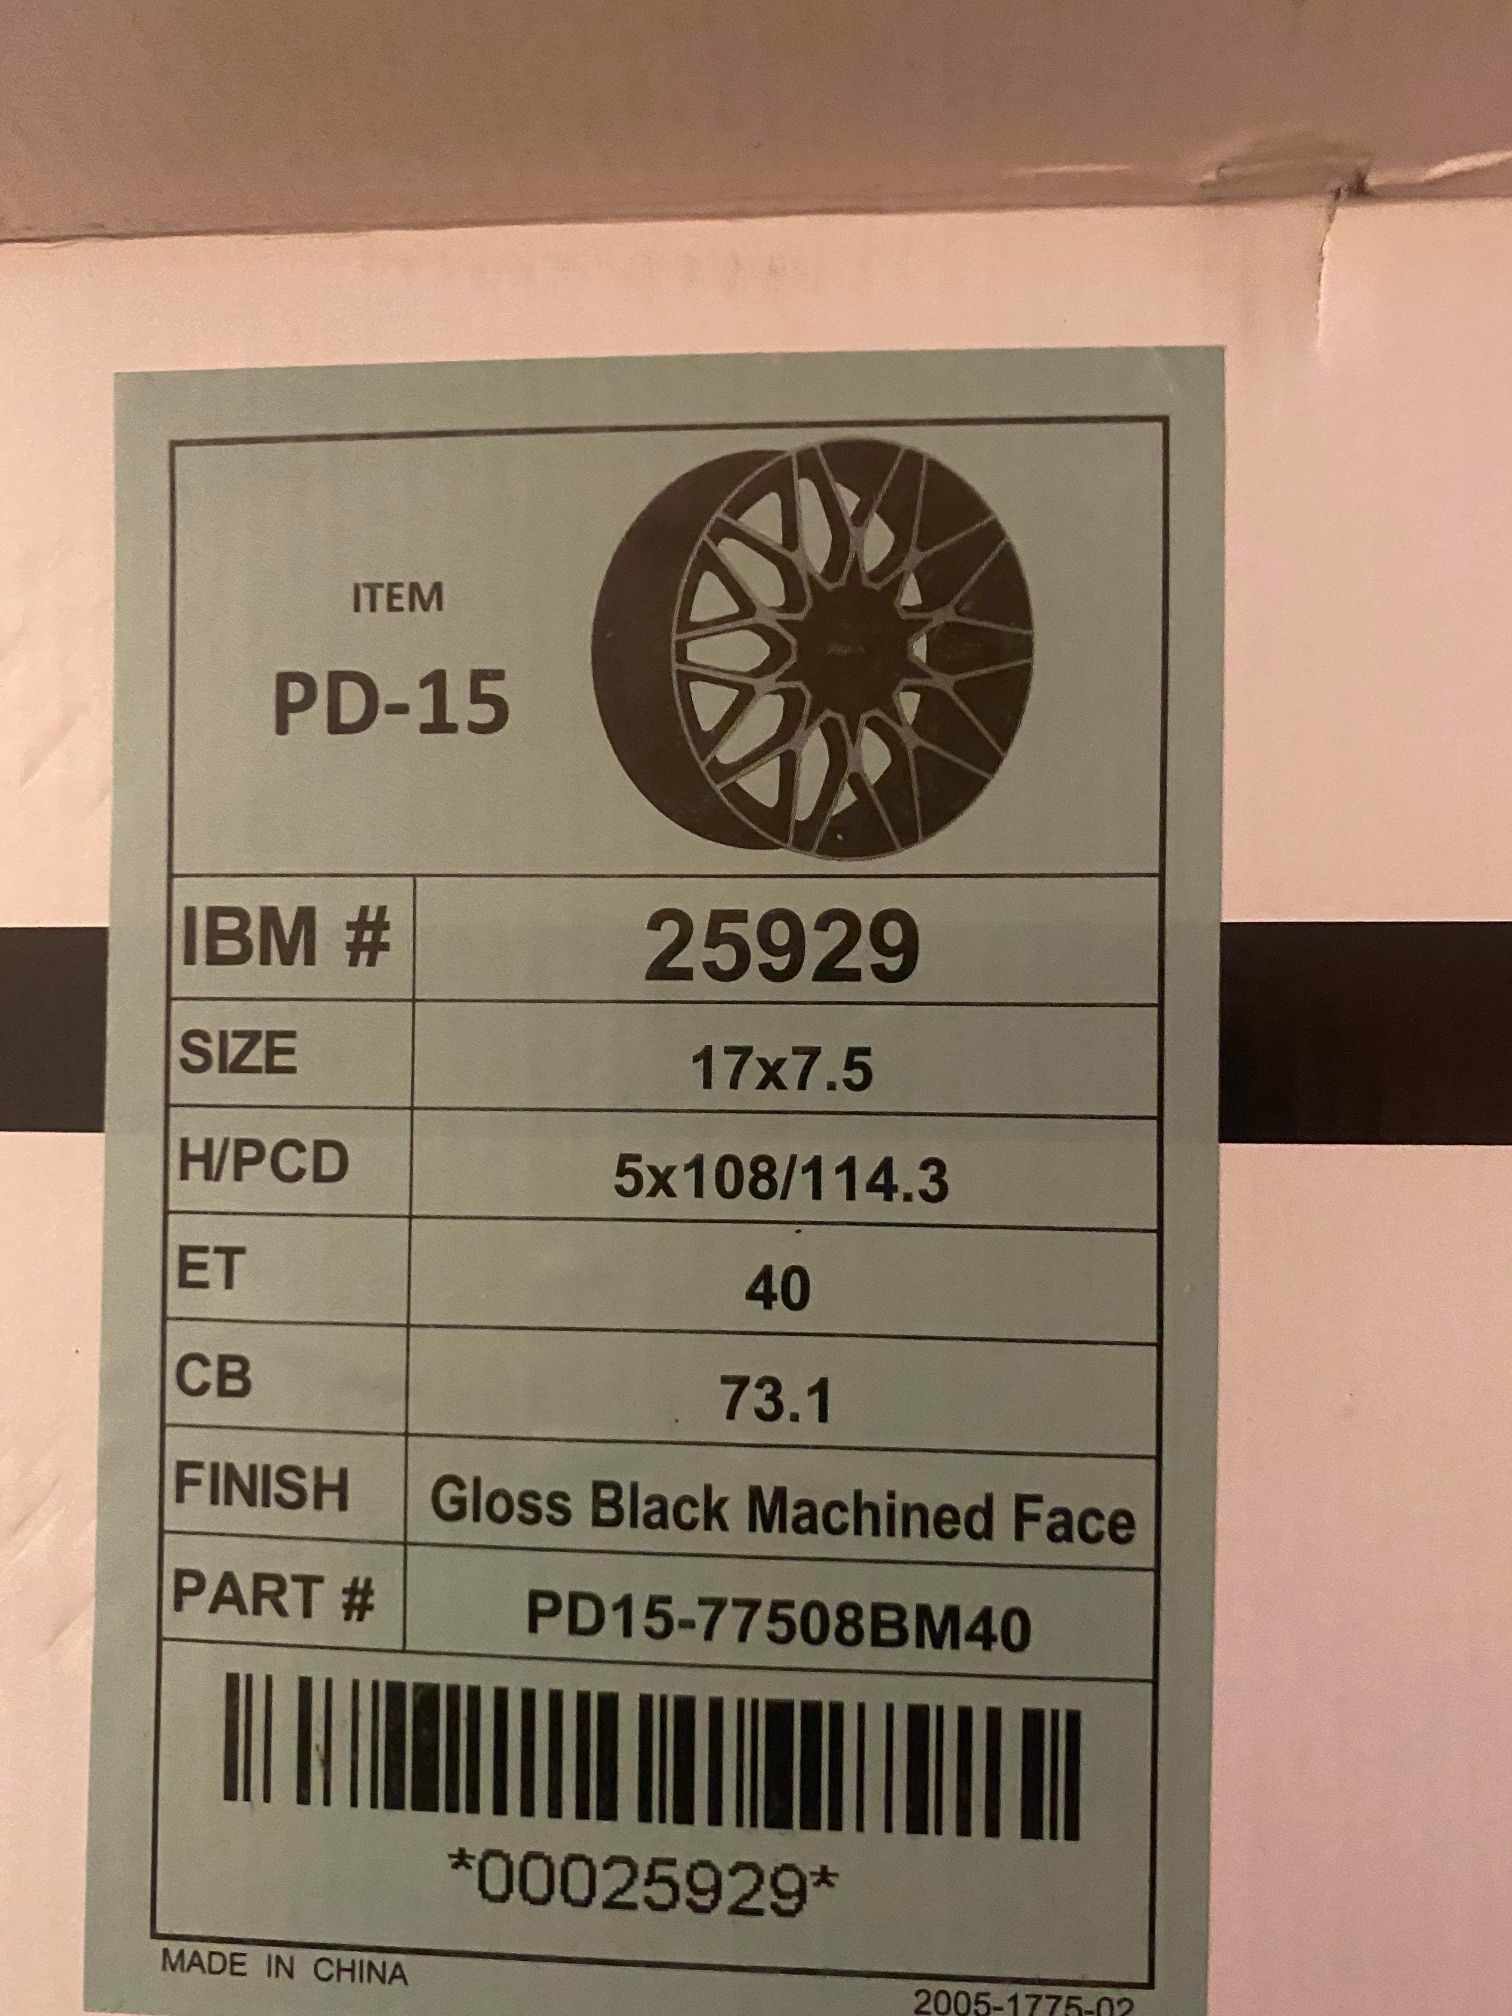 ITEM
PD-15
IBM # 25929
SIZE 17x7.5
H/PCD 5x108/114.3
ET 40
CB 73.1
FINISH Gloss Black Machined Face
PART # PD15-77508BM40
*00025929*
MADE IN CHINA
2005-1775-02